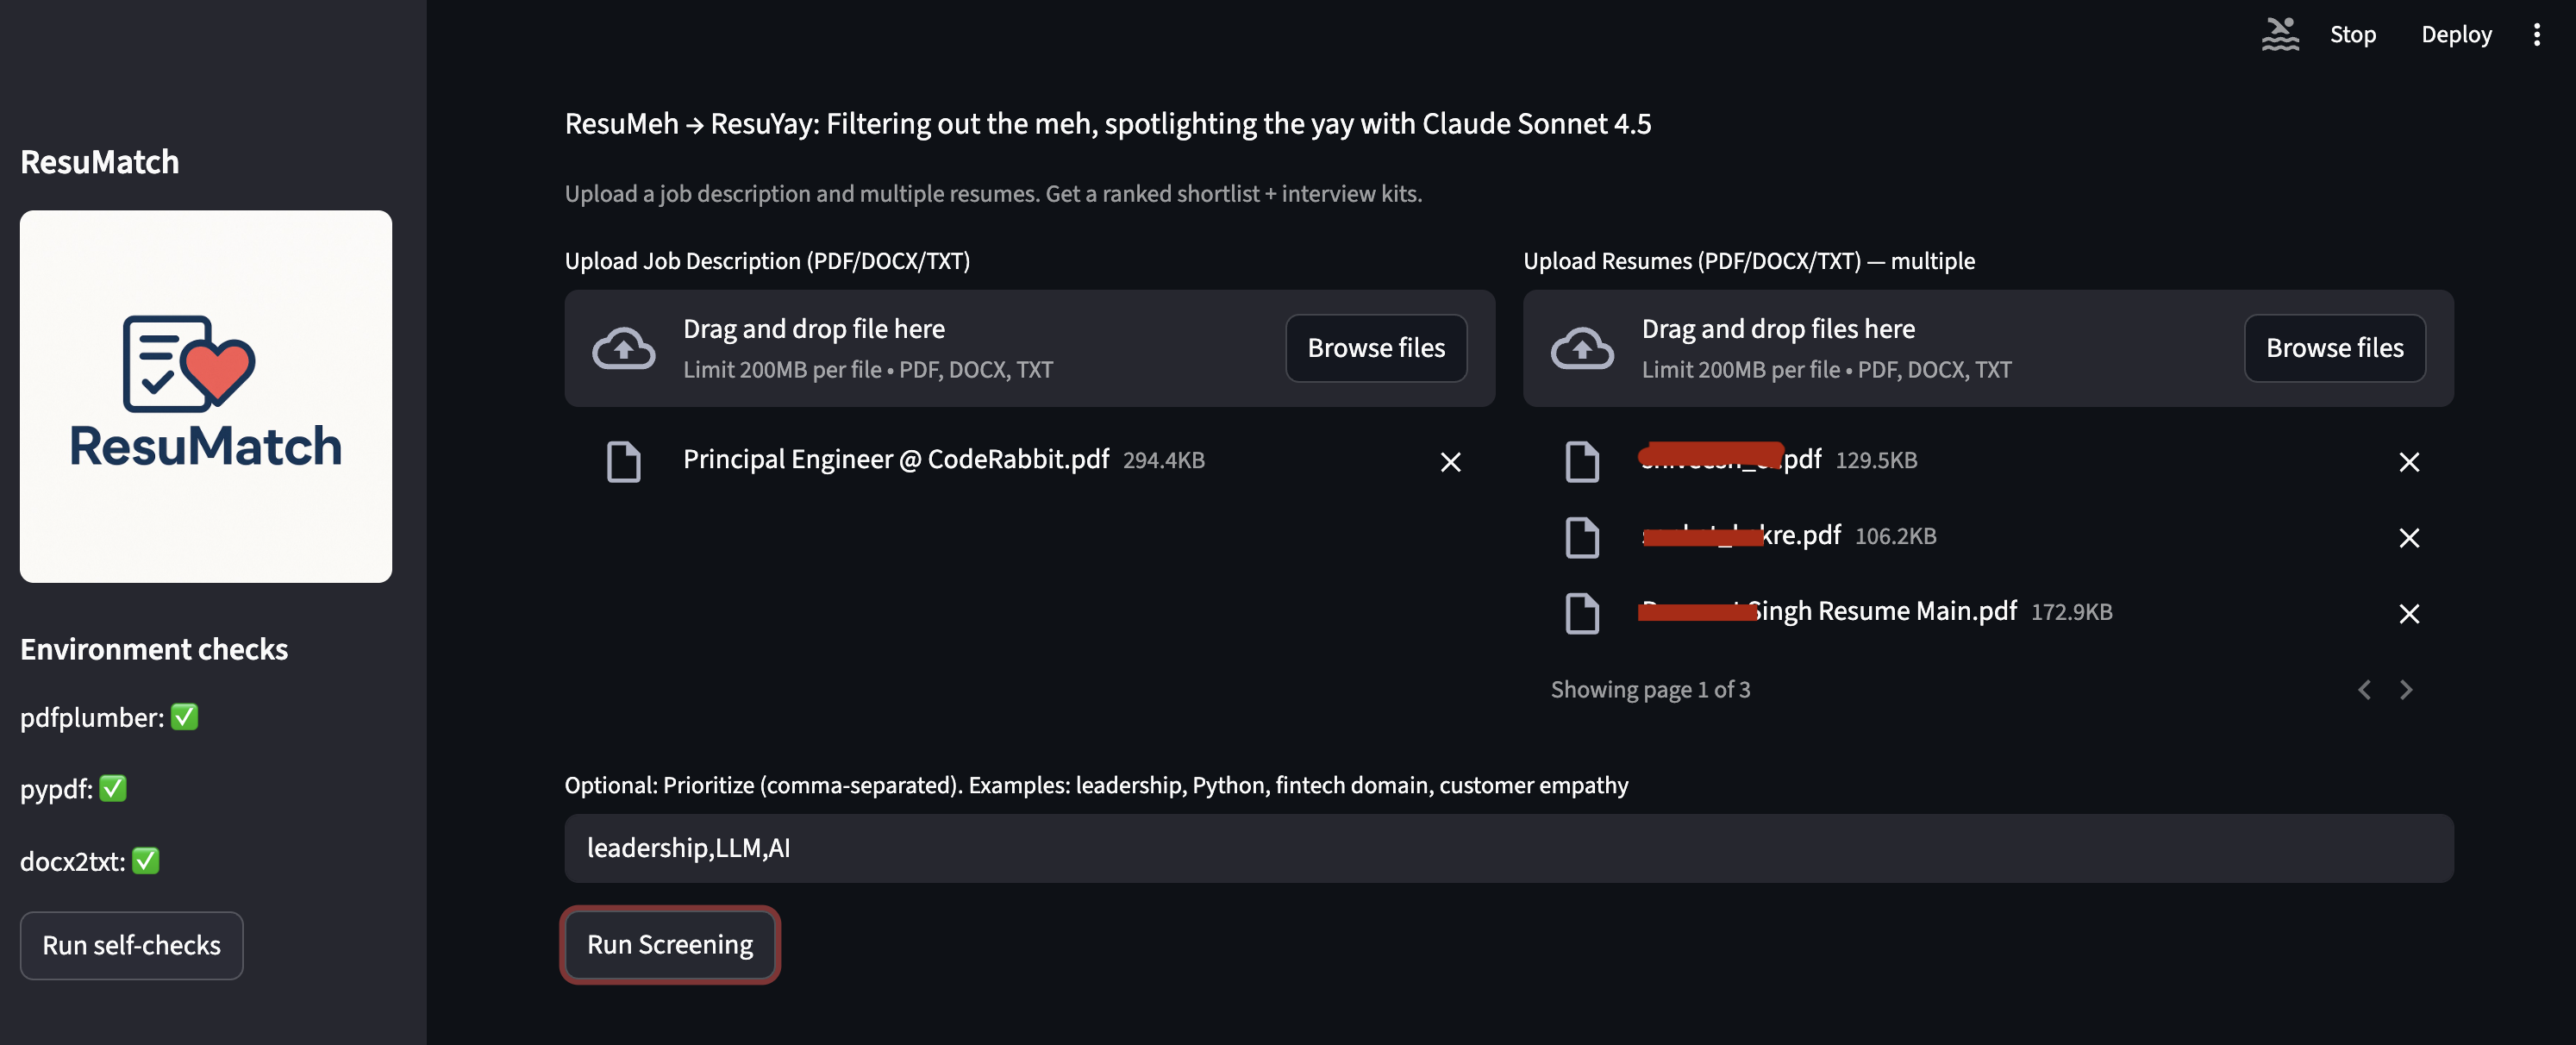 Stop Deploy
ResuMatch
ResuMatch
Environment checks
pdfplumber: ✅
pypdf: ✅
docx2txt: ✅
Run self-checks
ResuMeh → ResuYay: Filtering out the meh, spotlighting the yay with Claude Sonnet 4.5
Upload a job description and multiple resumes. Get a ranked shortlist + interview kits.
Upload Job Description (PDF/DOCX/TXT)
Drag and drop file here
Limit 200MB per file • PDF, DOCX, TXT
Browse files
Principal Engineer @ CodeRabbit.pdf 294.4KB
Upload Resumes (PDF/DOCX/TXT) — multiple
Drag and drop files here
Limit 200MB per file • PDF, DOCX, TXT
Browse files
.pdf 129.5KB
kre.pdf 106.2KB
Singh Resume Main.pdf 172.9KB
Showing page 1 of 3
Optional: Prioritize (comma-separated). Examples: leadership, Python, fintech domain, customer empathy
leadership,LLM,AI
Run Screening